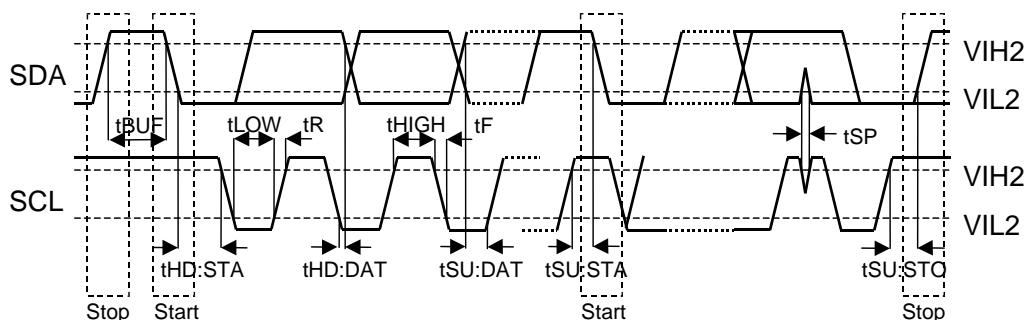 VIH2
SDA
VIL2
tBUF
tLOW
tR
tHIGH
tF
tSP
VIH2
SCL
VIL2
tHD:STA
tHD:DAT
tSU:DAT
tSU:STA
tSU:STO
Stop
Start
Start
Stop